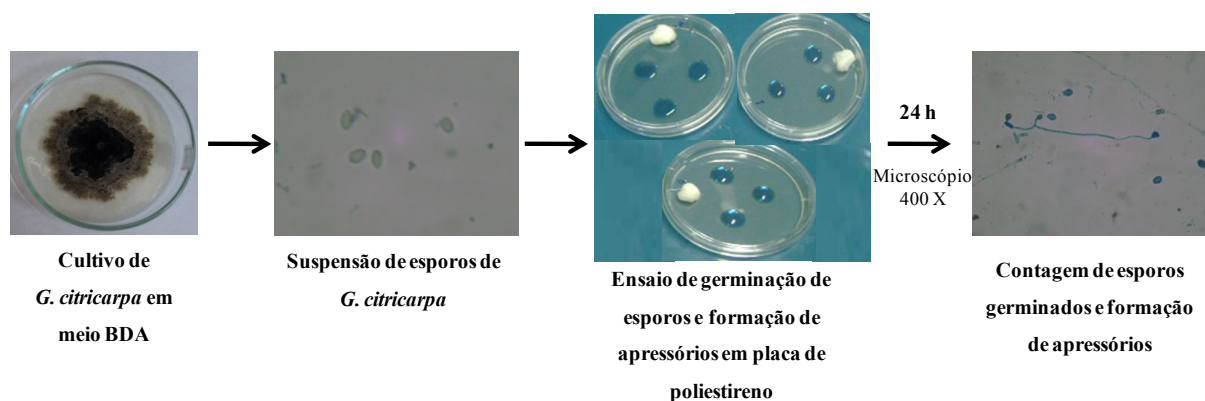 Cultivo de
G. citricarpa em
meio BDA
Suspensão de esporos de
G. citricarpa
Ensaio de germinação de
esporos e formação de
apressórios em placa de
poliestireno
24 h
Microscópio
400 X
Contagem de esporos
germinados e formação
de apressórios